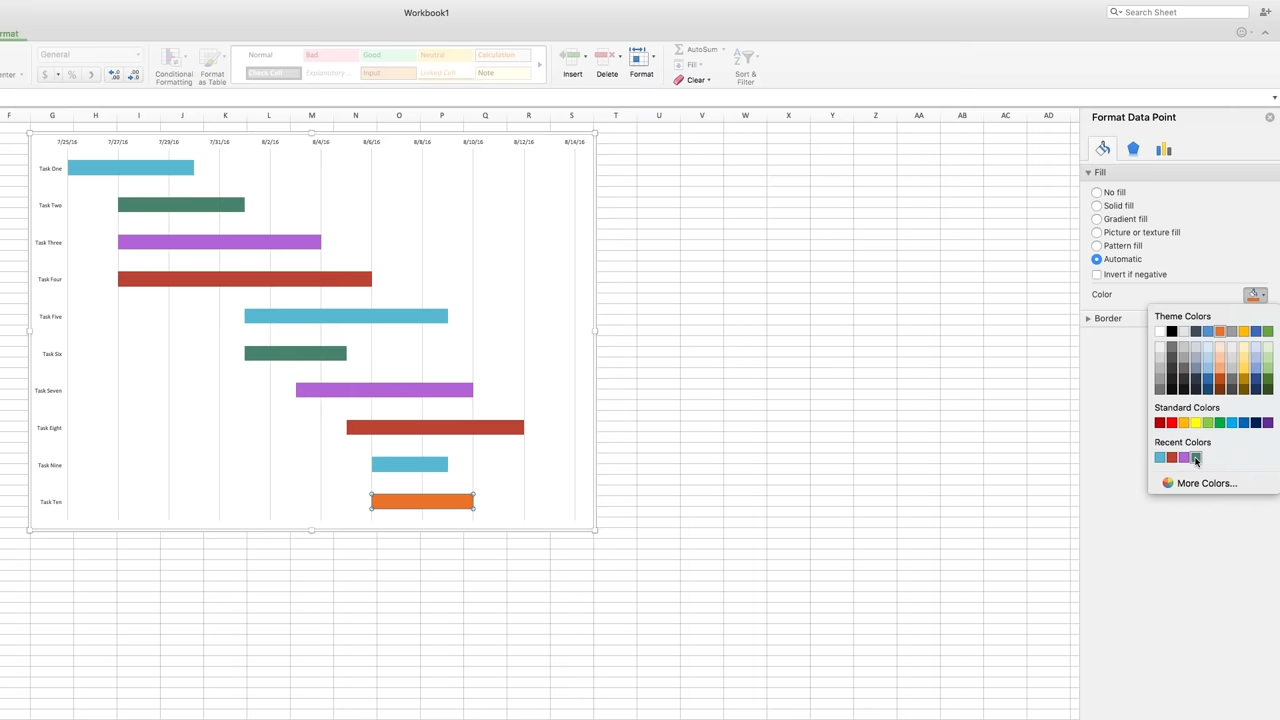 Workbook1
Search Sheet
rmat
General
$ %
Conditional Formatting
Format as Table
Normal Bad Good Neutral Calculation
Check Cell Explanatory... Input Linked Cell Note
Insert Delete Format
AutoSum
Fill
Clear
Sort & Filter
F G H I J K L M N O P Q R S T U V W X Y Z AA AB AC AD
7/25/16 7/27/16 7/29/16 7/31/16 8/2/16 8/4/16 8/6/16 8/8/16 8/10/16 8/12/16 8/14/16
Task One
Task Two
Task Three
Task Four
Task Five
Task Six
Task Seven
Task Eight
Task Nine
Task Ten
Format Data Point
Fill
No fill
Solid fill
Gradient fill
Picture or texture fill
Pattern fill
Automatic
Invert if negative
Color
Border
Theme Colors
Standard Colors
Recent Colors
More Colors...